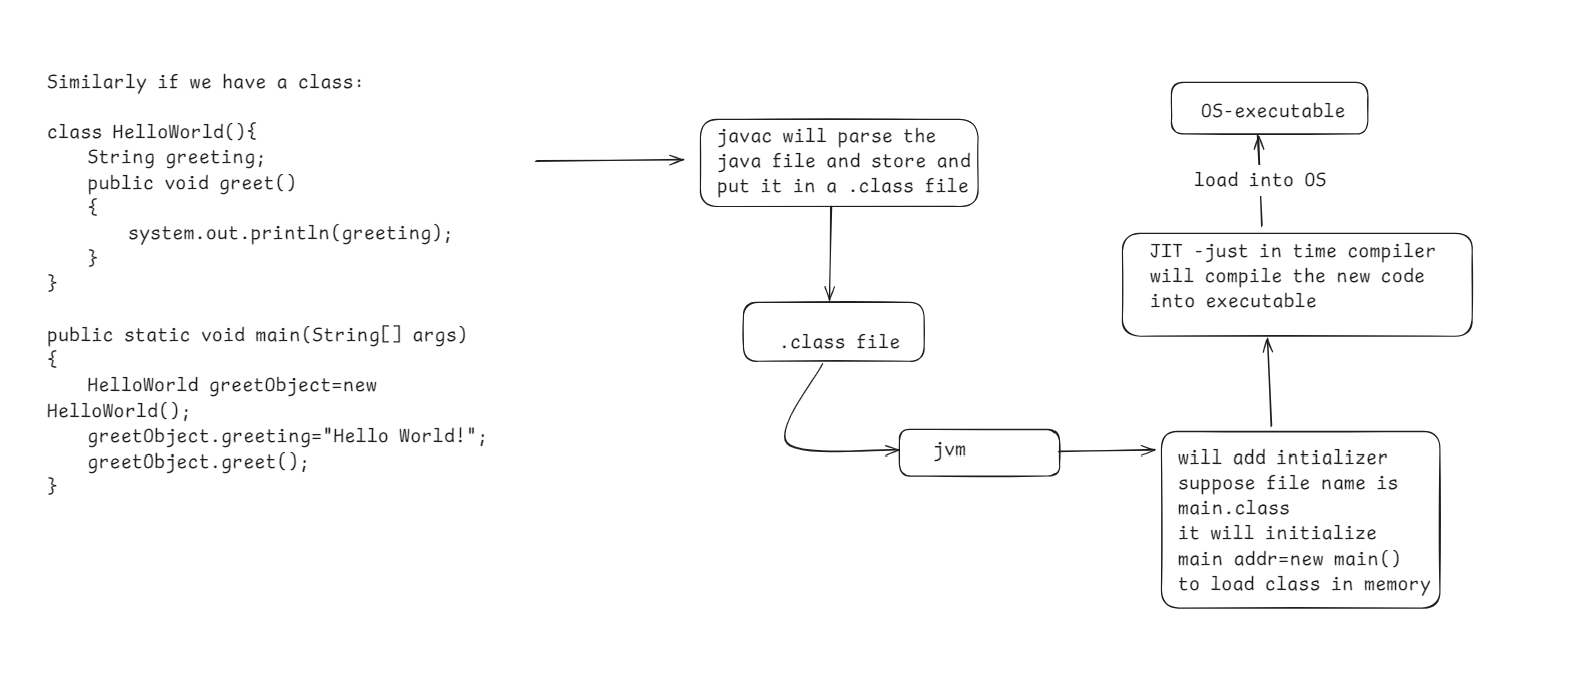 Similarly if we have a class:
class HelloWorld(){
String greeting;
public void greet()
{
system.out.println(greeting);
}
}
public static void main(String[] args)
{
HelloWorld greetObject=new
HelloWorld();
greetObject.greeting="Hello World!";
greetObject.greet();
}
javac will parse the
java file and store and
put it in a .class file
.class file
jvm
will add intializer
suppose file name is
main.class
it will initialize
main addr=new main()
to load class in memory
JIT -just in time compiler
will compile the new code
into executable
load into OS
OS-executable